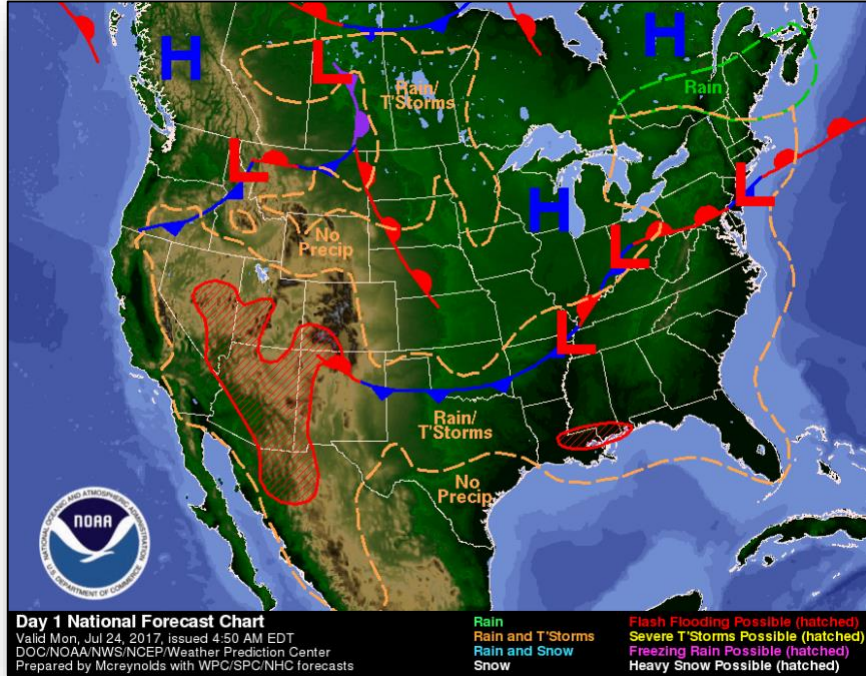 H
H
L
Rain/
T'Storms
Rain
L
L
H
No
Precip
L
L
Rain/
T'Storms
No
Precip
NATIONAL OCEANIC AND ATMOSPHERIC ADMINISTRATION
NOAA
U.S. DEPARTMENT OF COMMERCE
Day 1 National Forecast Chart
Valid Mon, Jul 24, 2017, issued 4:50 AM EDT
DOC/NOAA/NWS/NCEP/Weather Prediction Center
Prepared by Mcreynolds with WPC/SPC/NHC forecasts
Rain
Rain and T'Storms
Rain and Snow
Snow
Flash Flooding Possible (hatched)
Severe T'Storms Possible (hatched)
Freezing Rain Possible (hatched)
Heavy Snow Possible (hatched)